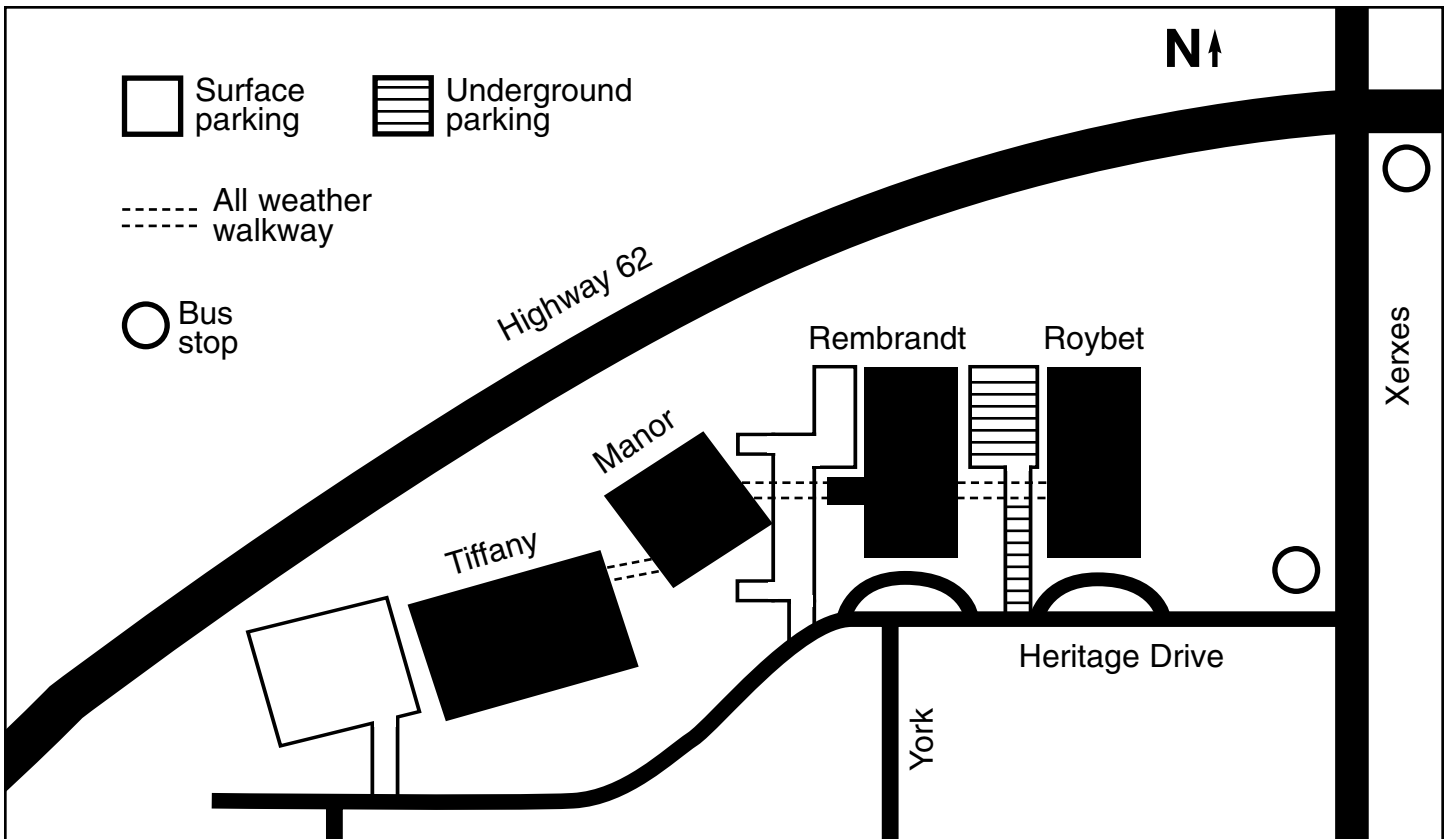 N
Surface
parking
Underground
parking
All weather
walkway
Bus
stop
Highway 62
Rembrandt
Roybet
Xerxes
Manor
Tiffany
Heritage Drive
York